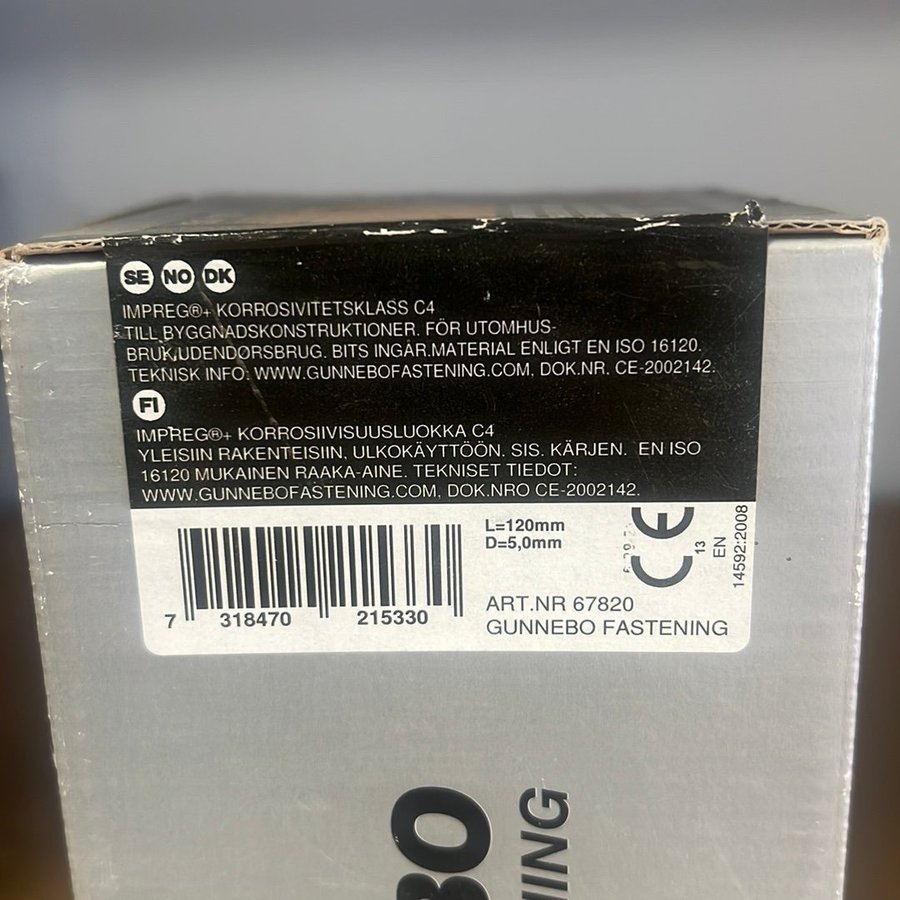 SE NO DK
IMPREG®+ KORROSIVITETSKLASS C4
TILL BYGGNADSKONSTRUKTIONER. FÖR UTOMHUS-
BRUK/UDENDØRSBRUG. BITS INGÅR.MATERIAL ENLIGT EN ISO 16120.
TEKNISK INFO: WWW.GUNNEBOFASTENING.COM, DOK.NR. CE-2002142.
FI
IMPREG®+ KORROSIIVISUUSLUOKKA C4
YLEISIIN RAKENTEISIIN, ULKOKÄYTTÖÖN. SIS. KÄRJEN. EN ISO
16120 MUKAINEN RAAKA-AINE. TEKNISET TIEDOT:
WWW.GUNNEBOFASTENING.COM, DOK.NRO CE-2002142.
L=120mm
D=5,0mm
CE
13
EN
14592:2008
ART.NR 67820
GUNNEBO FASTENING
7 318470 215330